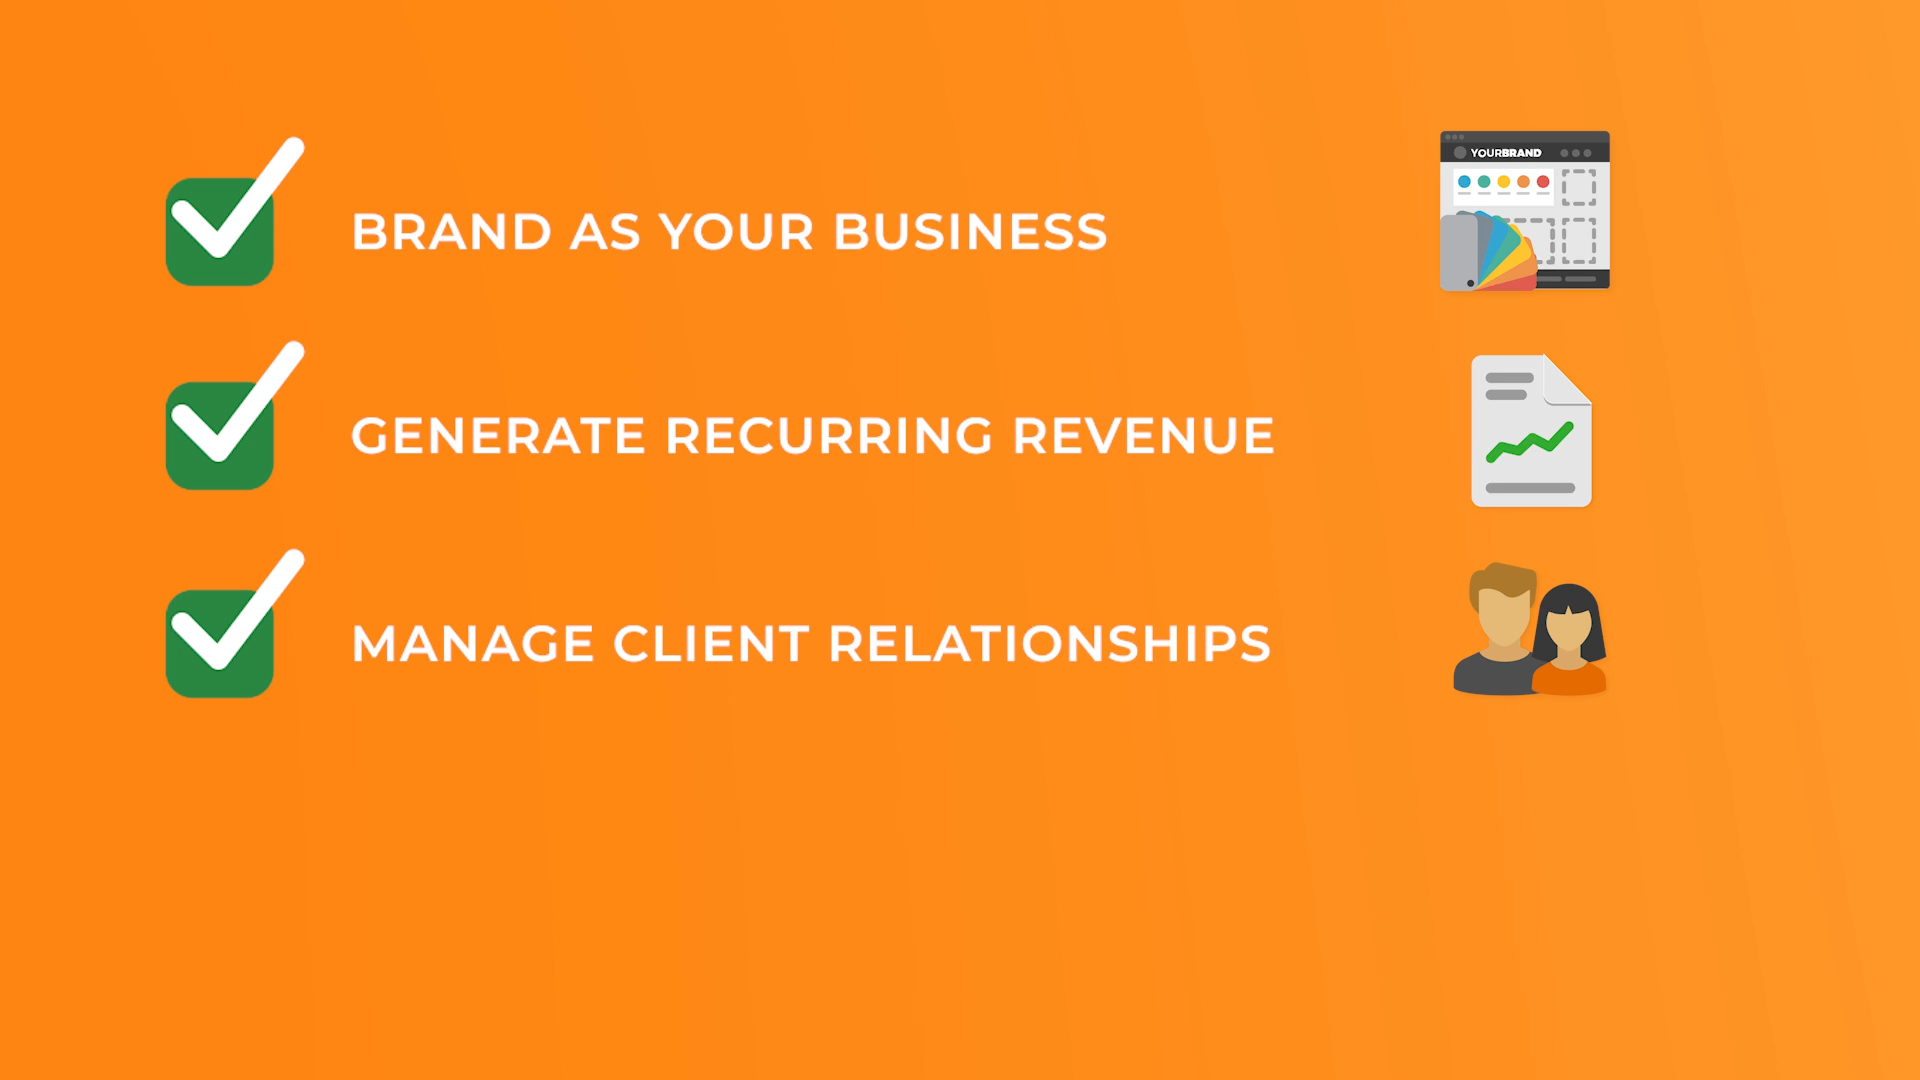 BRAND AS YOUR BUSINESS
YOURBRAND
GENERATE RECURRING REVENUE
MANAGE CLIENT RELATIONSHIPS